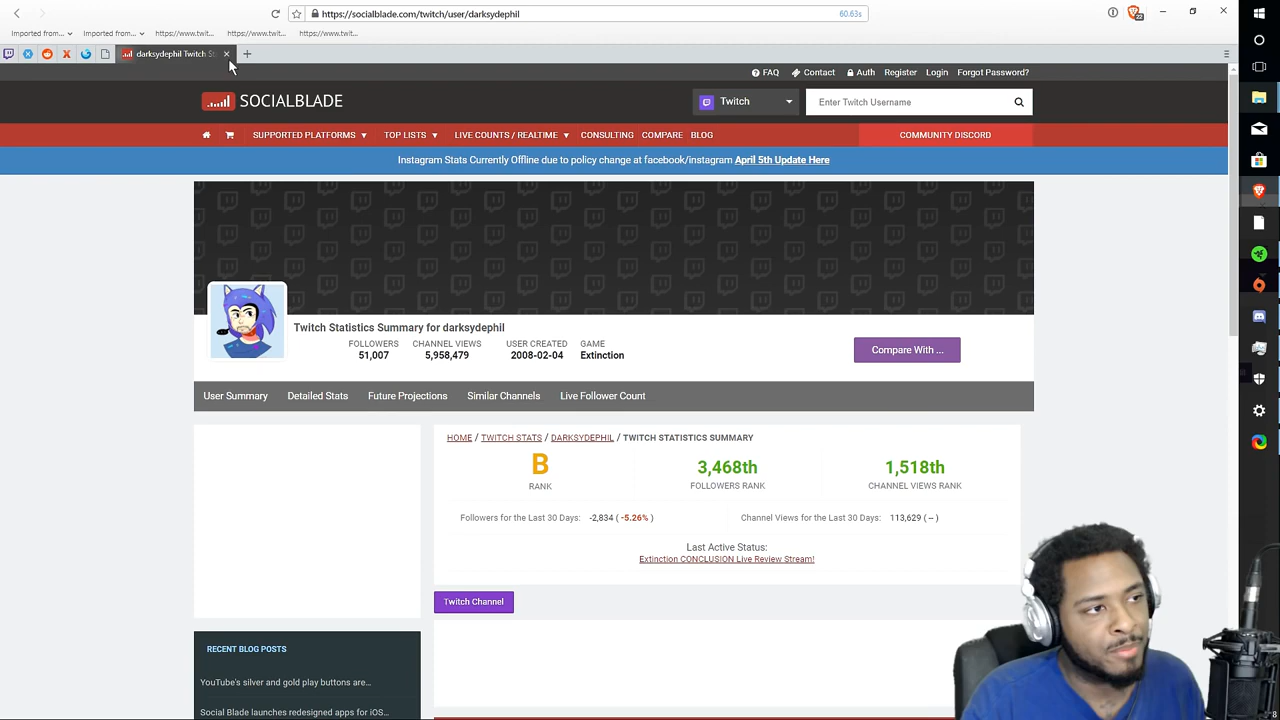 https://socialblade.com/twitch/user/darksydephil
60.63s
22
Imported from...
Imported from...
https://www.twit...
https://www.twit...
https://www.twit...
darksydephil Twitch St
FAQ Contact Auth Register Login Forgot Password?
SOCIALBLADE
Twitch
Enter Twitch Username
SUPPORTED PLATFORMS TOP LISTS LIVE COUNTS / REALTIME CONSULTING COMPARE BLOG
COMMUNITY DISCORD
Instagram Stats Currently Offline due to policy change at facebook/instagram April 5th Update Here
Twitch Statistics Summary for darksydephil
FOLLOWERS CHANNEL VIEWS USER CREATED GAME
51,007 5,958,479 2008-02-04 Extinction
Compare With ...
User Summary Detailed Stats Future Projections Similar Channels Live Follower Count
HOME / TWITCH STATS / DARKSYDEPHIL / TWITCH STATISTICS SUMMARY
B 3,468th 1,518th
RANK FOLLOWERS RANK CHANNEL VIEWS RANK
Followers for the Last 30 Days: -2,834 ( -5.26% )
Channel Views for the Last 30 Days: 113,629 ( -- )
Last Active Status:
Extinction CONCLUSION Live Review Stream!
Twitch Channel
RECENT BLOG POSTS
YouTube's silver and gold play buttons are...
Social Blade launches redesigned apps for iOS...